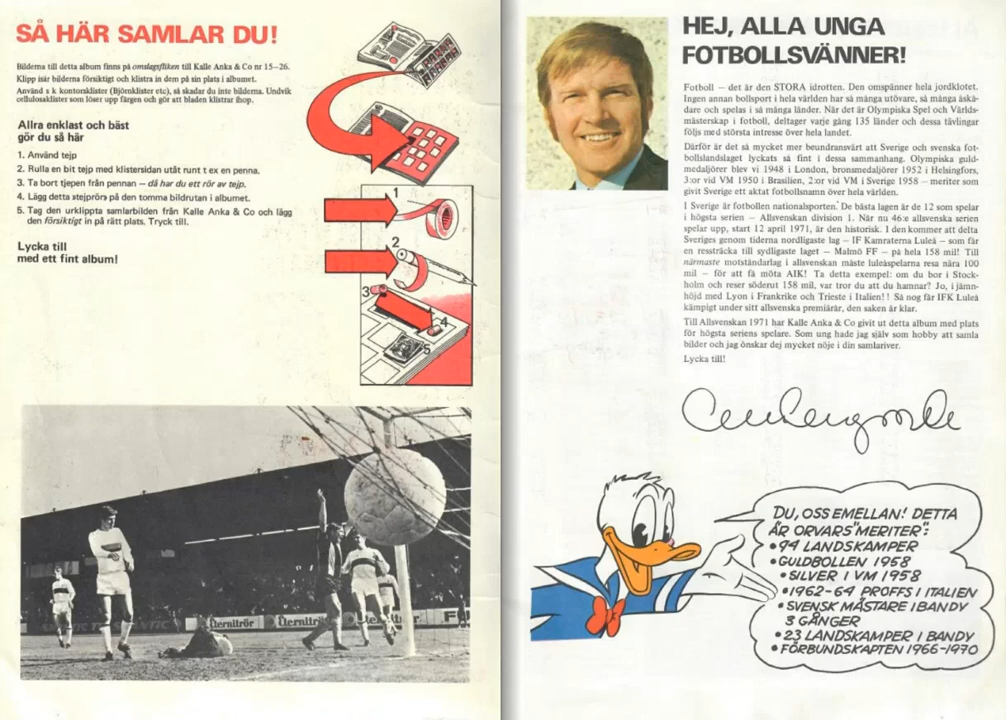 SÅ HÄR SAMLAR DU!
Bilderna till detta album finns på omslagsfliken till Kalle Anka & Co nr 15–26.
Klipp isär bilderna försiktigt och klistra in dem på sin plats i albumet.
Använd s k kontorsklister (Björnklister etc), så skadar du inte bilderna. Undvik
cellulosaklister som löser upp färgen och gör att bladen klistrar ihop.
Allra enklast och bäst
gör du så här
1. Använd tejp
2. Rulla en bit tejp med klistersidan utåt runt t ex en penna.
3. Ta bort tjepen från pennan – då har du ett rör av tejp.
4. Lägg detta stejprör på den tomma bildrutan i albumet.
5. Tag den urklippta samlarbilden från Kalle Anka & Co och lägg
den försiktigt in på rätt plats. Tryck till.
Lycka till
med ett fint album!
1
2
3
4
5
Eternitrör
Eternitrör
Eternitrör
HEJ, ALLA UNGA
FOTBOLLSVÄNNER!
Fotboll – det är den STORA idrotten. Den omspänner hela jordklotet.
Ingen annan bollsport i hela världen har så många utövare, så många åskå-
dare och spelas i så många länder. När det är Olympiska Spel och Världs-
mästerskap i fotboll, deltager varje gång 135 länder och dessa tävlingar
följs med största intresse över hela landet.
Därför är det så mycket mer beundransvärt att Sverige och svenska fot-
bollslandslaget lyckats så fint i dessa sammanhang. Olympiska guld-
medaljörer blev vi 1948 i London, bronsmedaljörer 1952 i Helsingfors,
3:or vid VM 1950 i Brasilien, 2:or vid VM i Sverige 1958 – meriter som
givit Sverige ett aktat fotbollsnamn över hela världen.
I Sverige är fotbollen nationalsporten. De bästa lagen är de 12 som spelar
i högsta serien – Allsvenskan division 1. När nu 46:e allsvenska serien
spelar upp, start 12 april 1971, är den historisk. I den kommer att delta
Sveriges genom tiderna nordligaste lag – IF Kamraterna Luleå – som får
en ressträcka till sydligaste laget – Malmö FF – på hela 158 mil! Till
närmaste motståndarlag i allsvenskan måste luleåspelarna resa nära 100
mil – för att få möta AIK! Ta detta exempel: om du bor i Stock-
holm och reser söderut 158 mil, var tror du att du hamnar? Jo, i jämn-
höjd med Lyon i Frankrike och Trieste i Italien!! Så nog får IFK Luleå
kämpigt under sitt allsvenska premiärår, den saken är klar.
Till Allsvenskan 1971 har Kalle Anka & Co givit ut detta album med plats
för högsta seriens spelare. Som ung hade jag själv som hobby att samla
bilder och jag önskar dej mycket nöje i din samlariver.
Lycka till!
DU, OSS EMELLAN! DETTA
ÄR ORVARS "MERITER":
•94 LANDSKAMPER
•GULDBOLLEN 1958
•SILVER I VM 1958
•1962-64 PROFFS I ITALIEN
•SVENSK MÄSTARE I BANDY
3 GÅNGER
•23 LANDSKAMPER I BANDY
•FÖRBUNDSKAPTEN 1966-1970